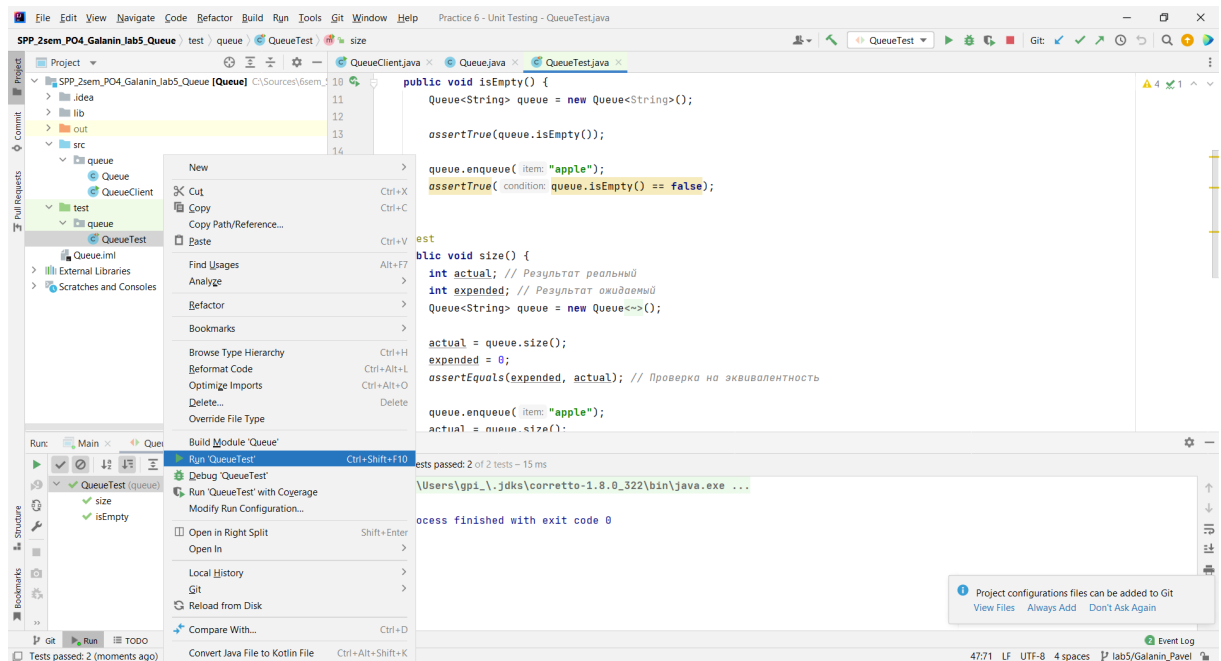 File Edit View Navigate Code Refactor Build Run Tools Git Window Help Practice 6 - Unit Testing - QueueTest.java
SPP_2sem_PO4_Galanin_lab5_Queue test queue QueueTest size
QueueTest Git:
Project
QueueClient.java Queue.java QueueTest.java
SPP_2sem_PO4_Galanin_lab5_Queue [Queue] C:\Sources\6sem_
.idea
lib
out
src
queue
Queue
QueueClient
test
queue
QueueTest
Queue.iml
External Libraries
Scratches and Consoles
Project
Commit
Pull Requests
Structure
Bookmarks
4 1
10 public void isEmpty() {
11 Queue<String> queue = new Queue<String>();
12
13 assertTrue(queue.isEmpty());
14
queue.enqueue( item: "apple");
assertTrue( condition: queue.isEmpty() == false);
est
blic void size() {
int actual; // Результат реальный
int expended; // Результат ожидаемый
Queue<String> queue = new Queue<~>();
actual = queue.size();
expended = 0;
assertEquals(expended, actual); // Проверка на эквивалентность
queue.enqueue( item: "apple");
actual = queue.size();
New
Cut Ctrl+X
Copy Ctrl+C
Copy Path/Reference...
Paste Ctrl+V
Find Usages Alt+F7
Analyze
Refactor
Bookmarks
Browse Type Hierarchy Ctrl+H
Reformat Code Ctrl+Alt+L
Optimize Imports Ctrl+Alt+O
Delete... Delete
Override File Type
Build Module 'Queue'
Run 'QueueTest' Ctrl+Shift+F10
Debug 'QueueTest'
Run 'QueueTest' with Coverage
Modify Run Configuration...
Open in Right Split Shift+Enter
Open In
Local History
Git
Reload from Disk
Compare With... Ctrl+D
Convert Java File to Kotlin File Ctrl+Alt+Shift+K
Run: Main Que
ests passed: 2 of 2 tests – 15 ms
QueueTest (queue)
size
isEmpty
\Users\gpi_\.jdks\corretto-1.8.0_322\bin\java.exe ...
ocess finished with exit code 0
Project configurations files can be added to Git
View Files Always Add Don't Ask Again
Git Run TODO
2 Event Log
Tests passed: 2 (moments ago)
47:71 LF UTF-8 4 spaces lab5/Galanin_Pavel